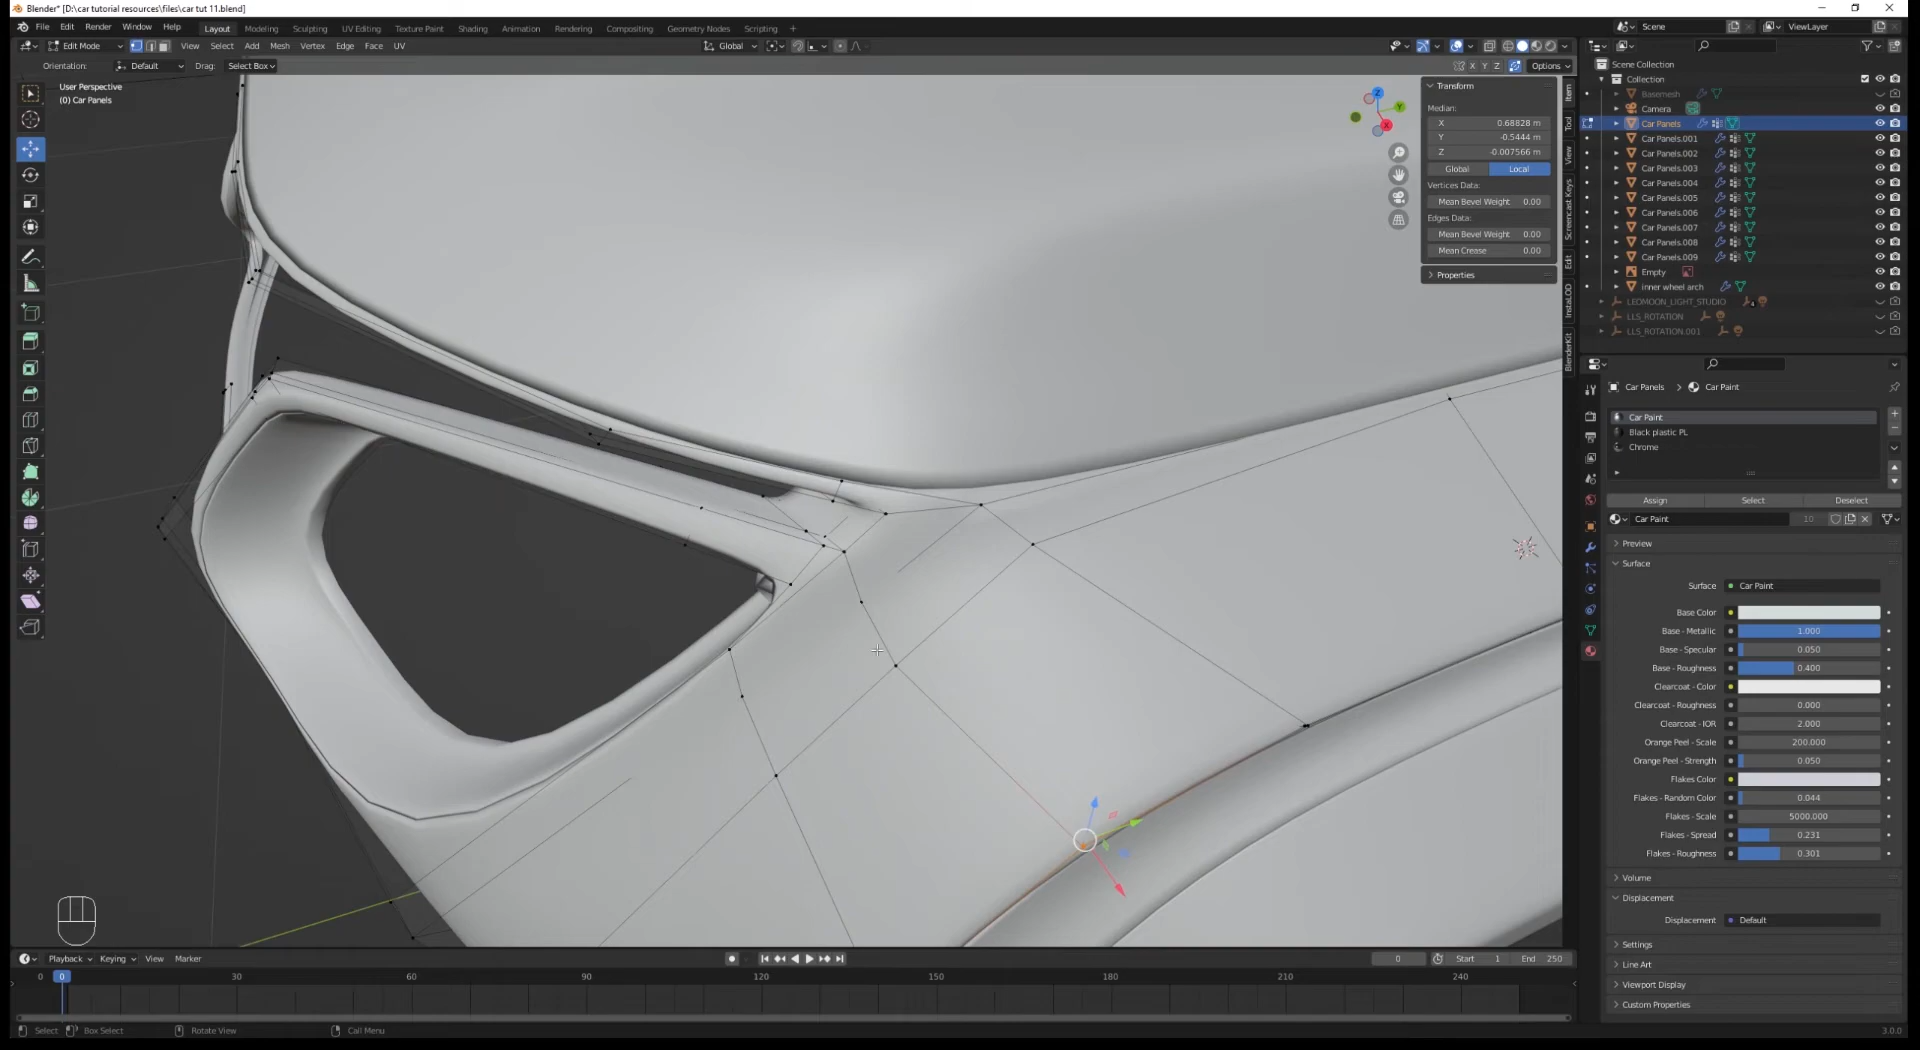 Blender* [D:\car tutorial resources\files\car tut 11.blend]
File Edit Render Window Help Layout Modeling Sculpting UV Editing Texture Paint Shading Animation Rendering Compositing Geometry Nodes Scripting + Scene ViewLayer
Edit Mode View Select Add Mesh Vertex Edge Face UV Global
Orientation: Default Drag: Select Box X Y Z Options
User Perspective
(0) Car Panels
Transform
Median:
X 0.68828 m
Y -0.5444 m
Z -0.007566 m
Global Local
Vertices Data:
Mean Bevel Weight 0.00
Edges Data:
Mean Bevel Weight 0.00
Mean Crease 0.00
Properties
Item
Tool
View
Screencast Keys
Edit
InstaLOD
BlenderKit
Scene Collection
Collection
Basemesh
Camera
Car Panels
Car Panels.001
Car Panels.002
Car Panels.003
Car Panels.004
Car Panels.005
Car Panels.006
Car Panels.007
Car Panels.008
Car Panels.009
Empty
inner wheel arch
LEDMOON_LIGHT_STUDIO
LLS_ROTATION
LLS_ROTATION.001
Car Panels > Car Paint
Car Paint
Black plastic PL
Chrome
Assign Select Deselect
Car Paint 10
Preview
Surface
Surface Car Paint
Base Color
Base - Metallic 1.000
Base - Specular 0.050
Base - Roughness 0.400
Clearcoat - Color
Clearcoat - Roughness 0.000
Clearcoat - IOR 2.000
Orange Peel - Scale 200.000
Orange Peel - Strength 0.050
Flakes Color
Flakes - Random Color 0.044
Flakes - Scale 5000.000
Flakes - Spread 0.231
Flakes - Roughness 0.301
Volume
Displacement
Displacement Default
Settings
Line Art
Viewport Display
Custom Properties
Playback Keying View Marker 0 Start 1 End 250
0 0 30 60 90 120 150 180 210 240
Select Box Select Rotate View Call Menu 3.0.0